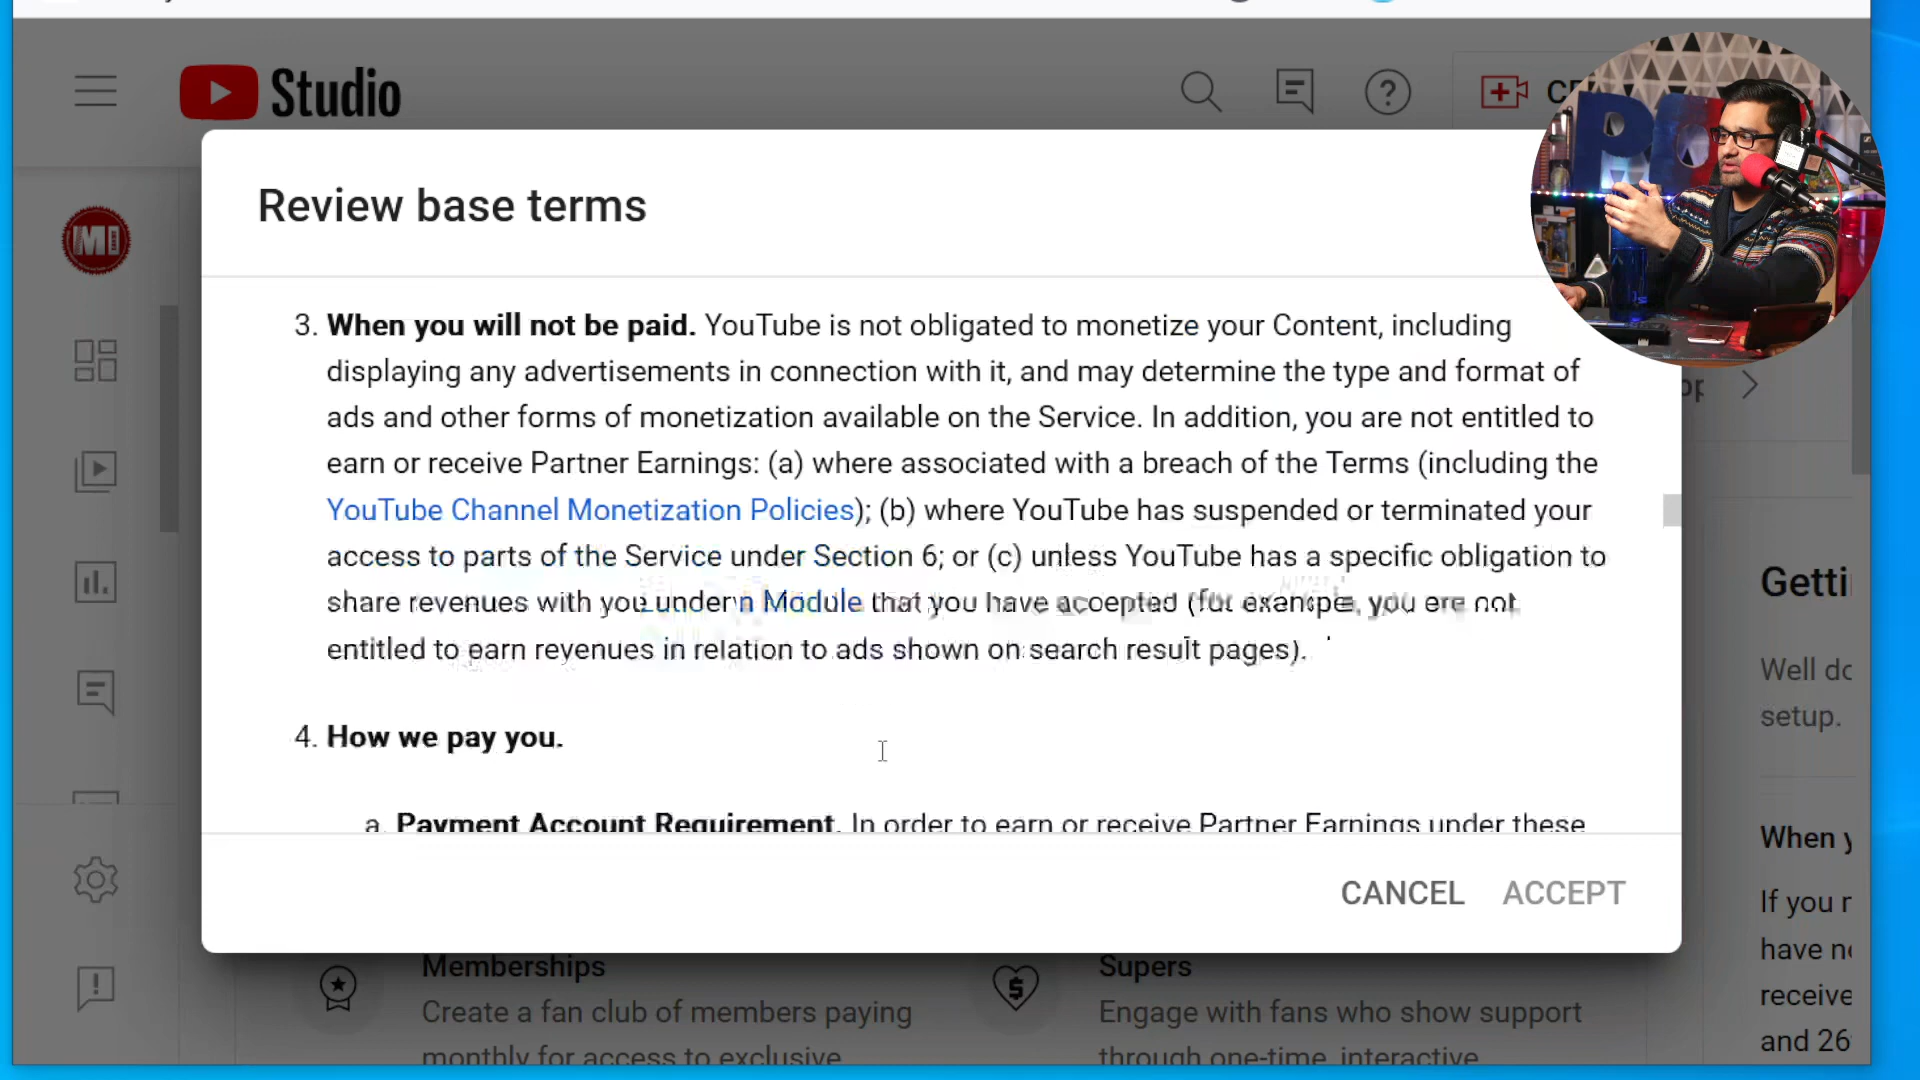 Studio
Review base terms
3. When you will not be paid. YouTube is not obligated to monetize your Content, including
displaying any advertisements in connection with it, and may determine the type and format of
ads and other forms of monetization available on the Service. In addition, you are not entitled to
earn or receive Partner Earnings: (a) where associated with a breach of the Terms (including the
YouTube Channel Monetization Policies); (b) where YouTube has suspended or terminated your
access to parts of the Service under Section 6; or (c) unless YouTube has a specific obligation to
share revenues with you under Module that you have accepted you are not
entitled to earn revenues in relation to ads shown on search result pages).
4. How we pay you.
a. Payment Account Requirement. In order to earn or receive Partner Earnings under these
CANCEL ACCEPT
Memberships
Create a fan club of members paying
monthly for access to exclusive
Supers
Engage with fans who show support
through one-time, interactive
Getti
Well do
setup.
When y
If you
have
receive
and 26